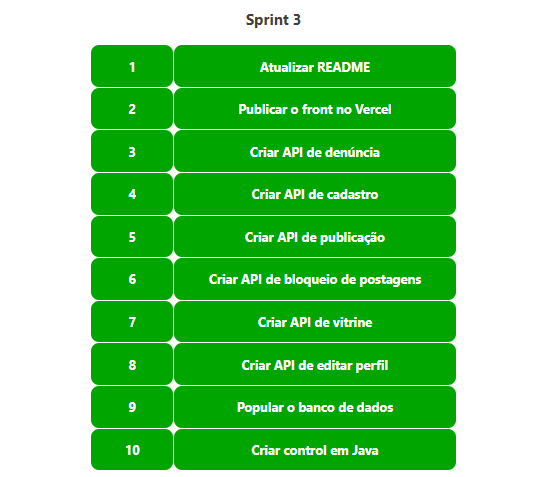 Sprint 3
1 Atualizar README
2 Publicar o front no Vercel
3 Criar API de denúncia
4 Criar API de cadastro
5 Criar API de publicação
6 Criar API de bloqueio de postagens
7 Criar API de vitrine
8 Criar API de editar perfil
9 Popular o banco de dados
10 Criar control em Java